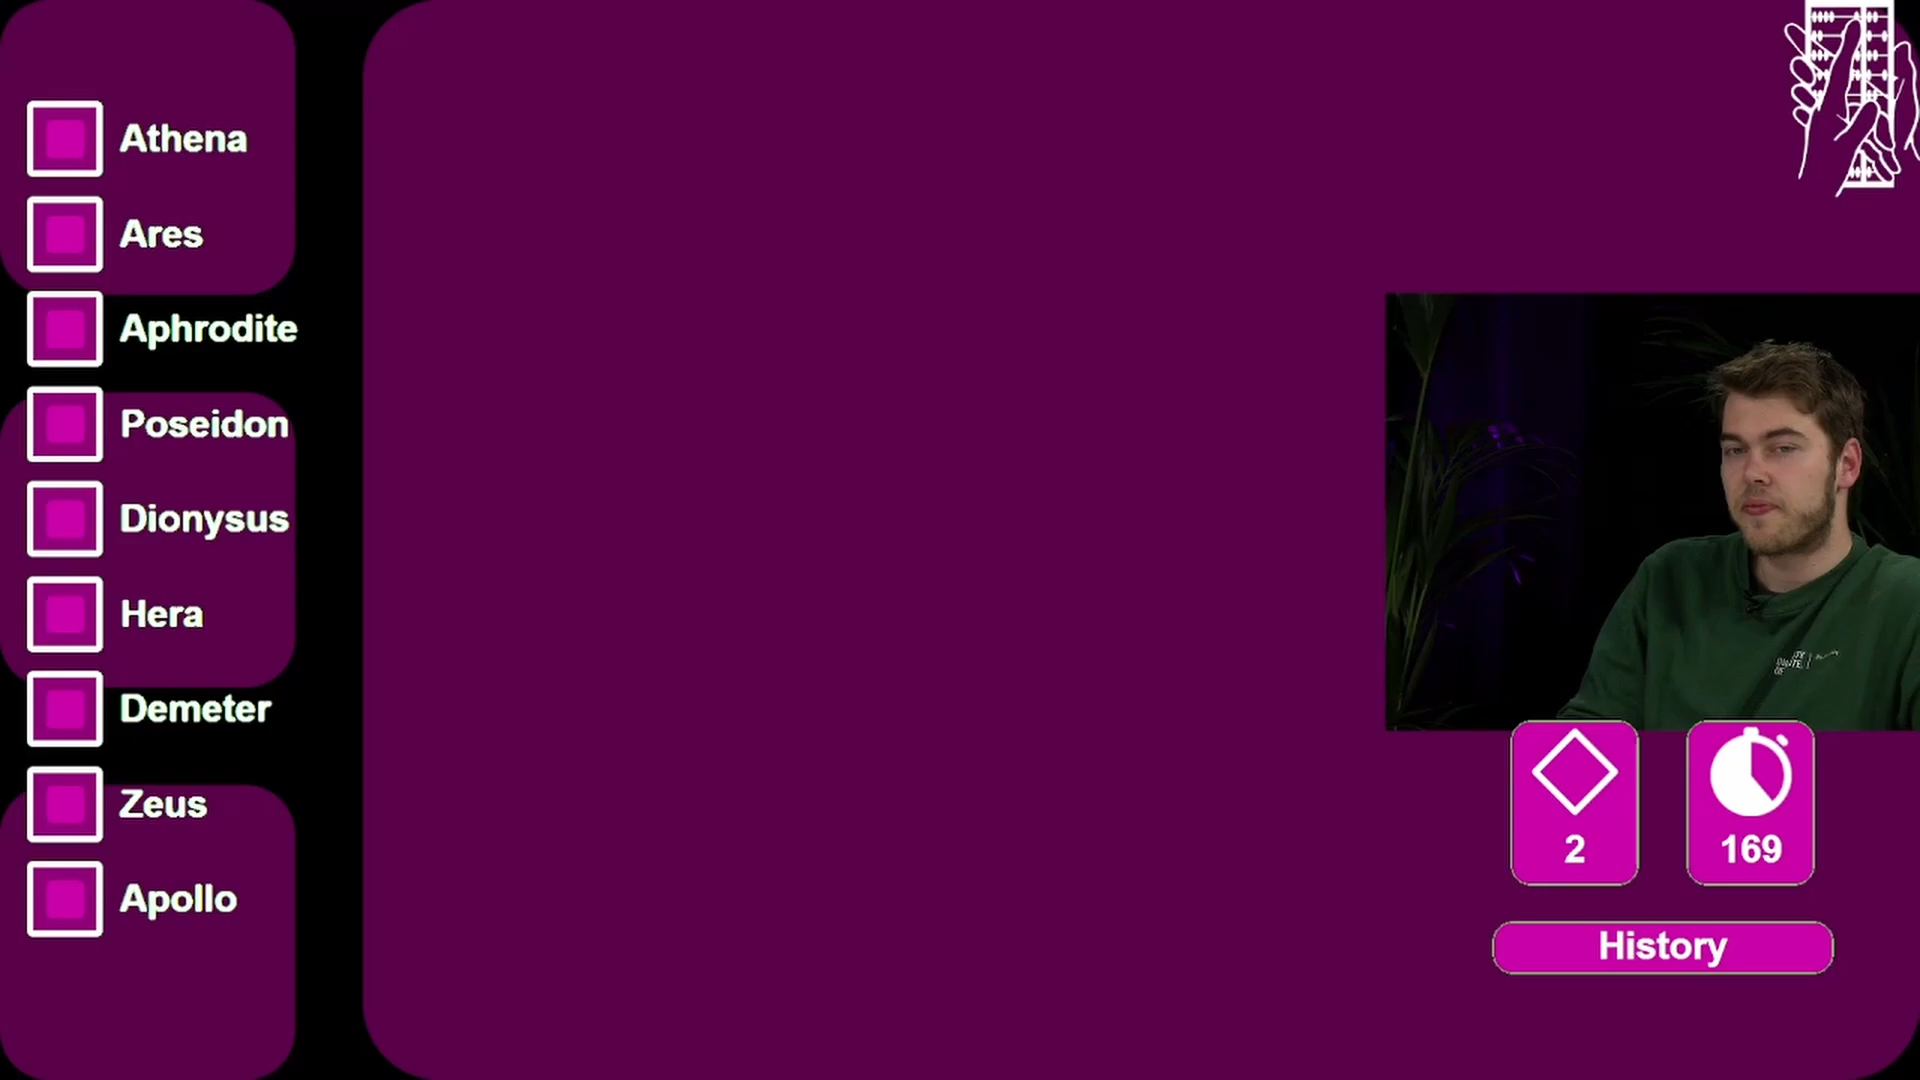 Athena
Ares
Aphrodite
Poseidon
Dionysus
Hera
Demeter
Zeus
Apollo
2
169
History